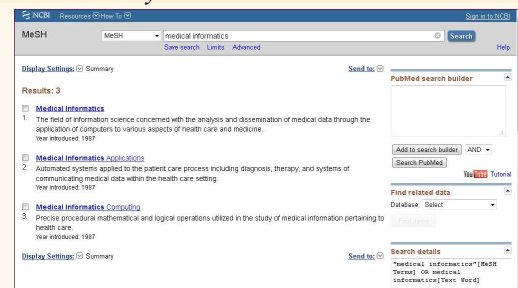 NCBI Resources How To Sign in to NCBI
MeSH MeSH medical informatics Search
Save search Limits Advanced Help
Display Settings: Summary Send to:
Results: 3
Medical Informatics
1. The field of information science concerned with the analysis and dissemination of medical data through the
application of computers to various aspects of health care and medicine.
Year introduced: 1987
Medical Informatics Applications
2. Automated systems applied to the patient care process including diagnosis, therapy, and systems of
communicating medical data within the health care setting.
Year introduced: 1987
Medical Informatics Computing
3. Precise procedural mathematical and logical operations utilized in the study of medical information pertaining to
health care.
Year introduced: 1987
Display Settings: Summary Send to:
PubMed search builder
Add to search builder AND
Search PubMed
YouTube Tutorial
Find related data
Database: Select
Find items
Search details
"medical informatics"[MeSH
Terms] OR medical
informatics[Text Word]